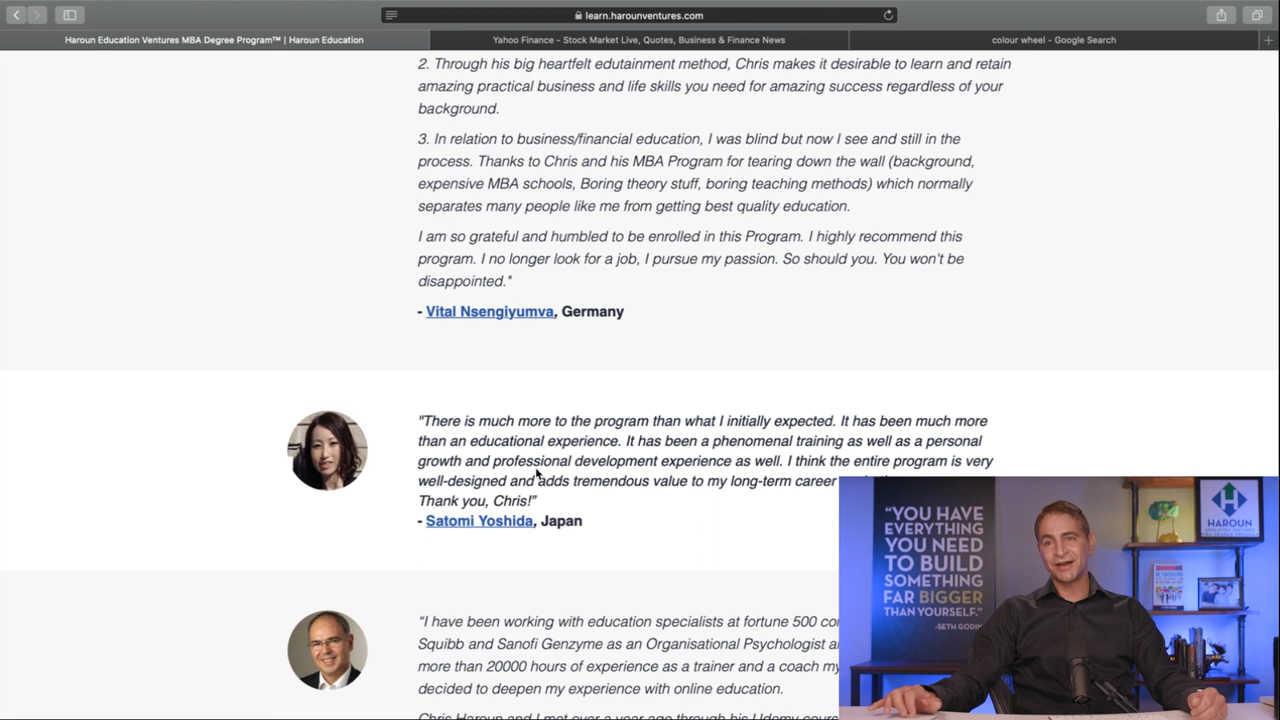 learn.harounventures.com
Haroun Education Ventures MBA Degree Program™ | Haroun Education
Yahoo Finance - Stock Market Live, Quotes, Business & Finance News
colour wheel - Google Search
2. Through his big heartfelt edutainment method, Chris makes it desirable to learn and retain
amazing practical business and life skills you need for amazing success regardless of your
background.
3. In relation to business/financial education, I was blind but now I see and still in the
process. Thanks to Chris and his MBA Program for tearing down the wall (background,
expensive MBA schools, Boring theory stuff, boring teaching methods) which normally
separates many people like me from getting best quality education.
I am so grateful and humbled to be enrolled in this Program. I highly recommend this
program. I no longer look for a job, I pursue my passion. So should you. You won't be
disappointed."
- Vital Nsengiyumva, Germany
"There is much more to the program than what I initially expected. It has been much more
than an educational experience. It has been a phenomenal training as well as a personal
growth and professional development experience as well. I think the entire program is very
well-designed and adds tremendous value to my long-term career
Thank you, Chris!”
- Satomi Yoshida, Japan
“I have been working with education specialists at fortune 500
Squibb and Sanofi Genzyme as an Organisational Psychologist
more than 20000 hours of experience as a trainer and a coach my
decided to deepen my experience with online education.
Chris Haroun and I met over a year ago through his Udemy
“YOU HAVE
EVERYTHING
YOU NEED
TO BUILD
SOMETHING
FAR BIGGER
THAN YOURSELF.”
-SETH GODIN
HAROUN